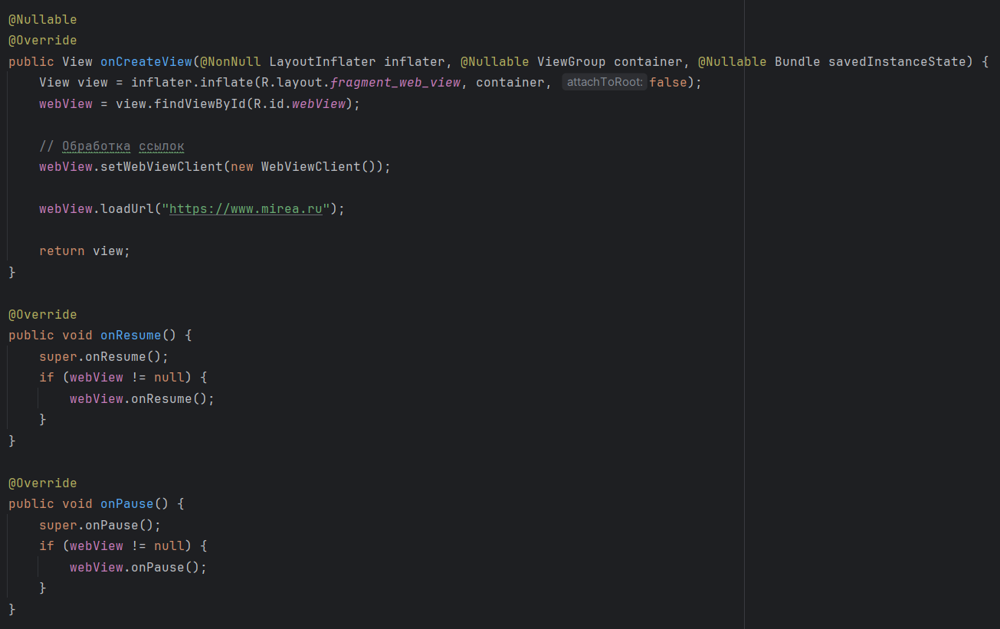 @Nullable
@Override
public View onCreateView(@NonNull LayoutInflater inflater, @Nullable ViewGroup container, @Nullable Bundle savedInstanceState) {
    View view = inflater.inflate(R.layout.fragment_web_view, container, attachToRoot: false);
    webView = view.findViewById(R.id.webView);

    // Обработка ссылок
    webView.setWebViewClient(new WebViewClient());

    webView.loadUrl("https://www.mirea.ru");

    return view;
}

@Override
public void onResume() {
    super.onResume();
    if (webView != null) {
        webView.onResume();
    }
}

@Override
public void onPause() {
    super.onPause();
    if (webView != null) {
        webView.onPause();
    }
}